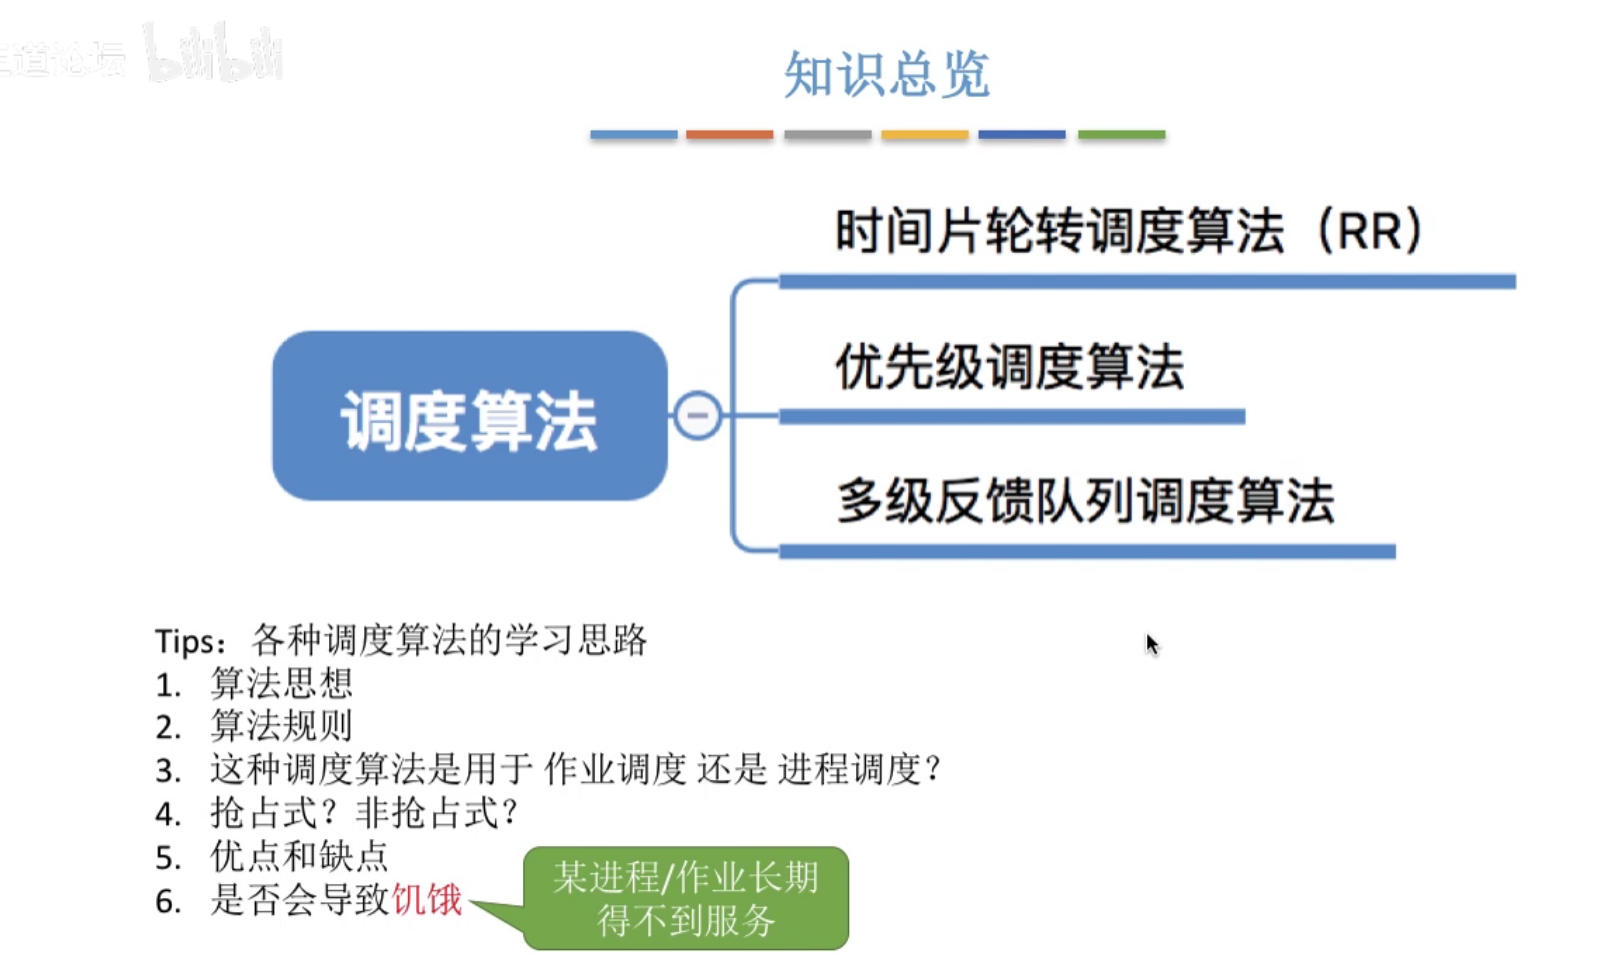 道论坛 bilibili
知识总览
时间片轮转调度算法（RR）
调度算法
优先级调度算法
多级反馈队列调度算法
Tips：各种调度算法的学习思路
1. 算法思想
2. 算法规则
3. 这种调度算法是用于 作业调度 还是 进程调度？
4. 抢占式？非抢占式？
5. 优点和缺点
6. 是否会导致饥饿
某进程/作业长期
得不到服务